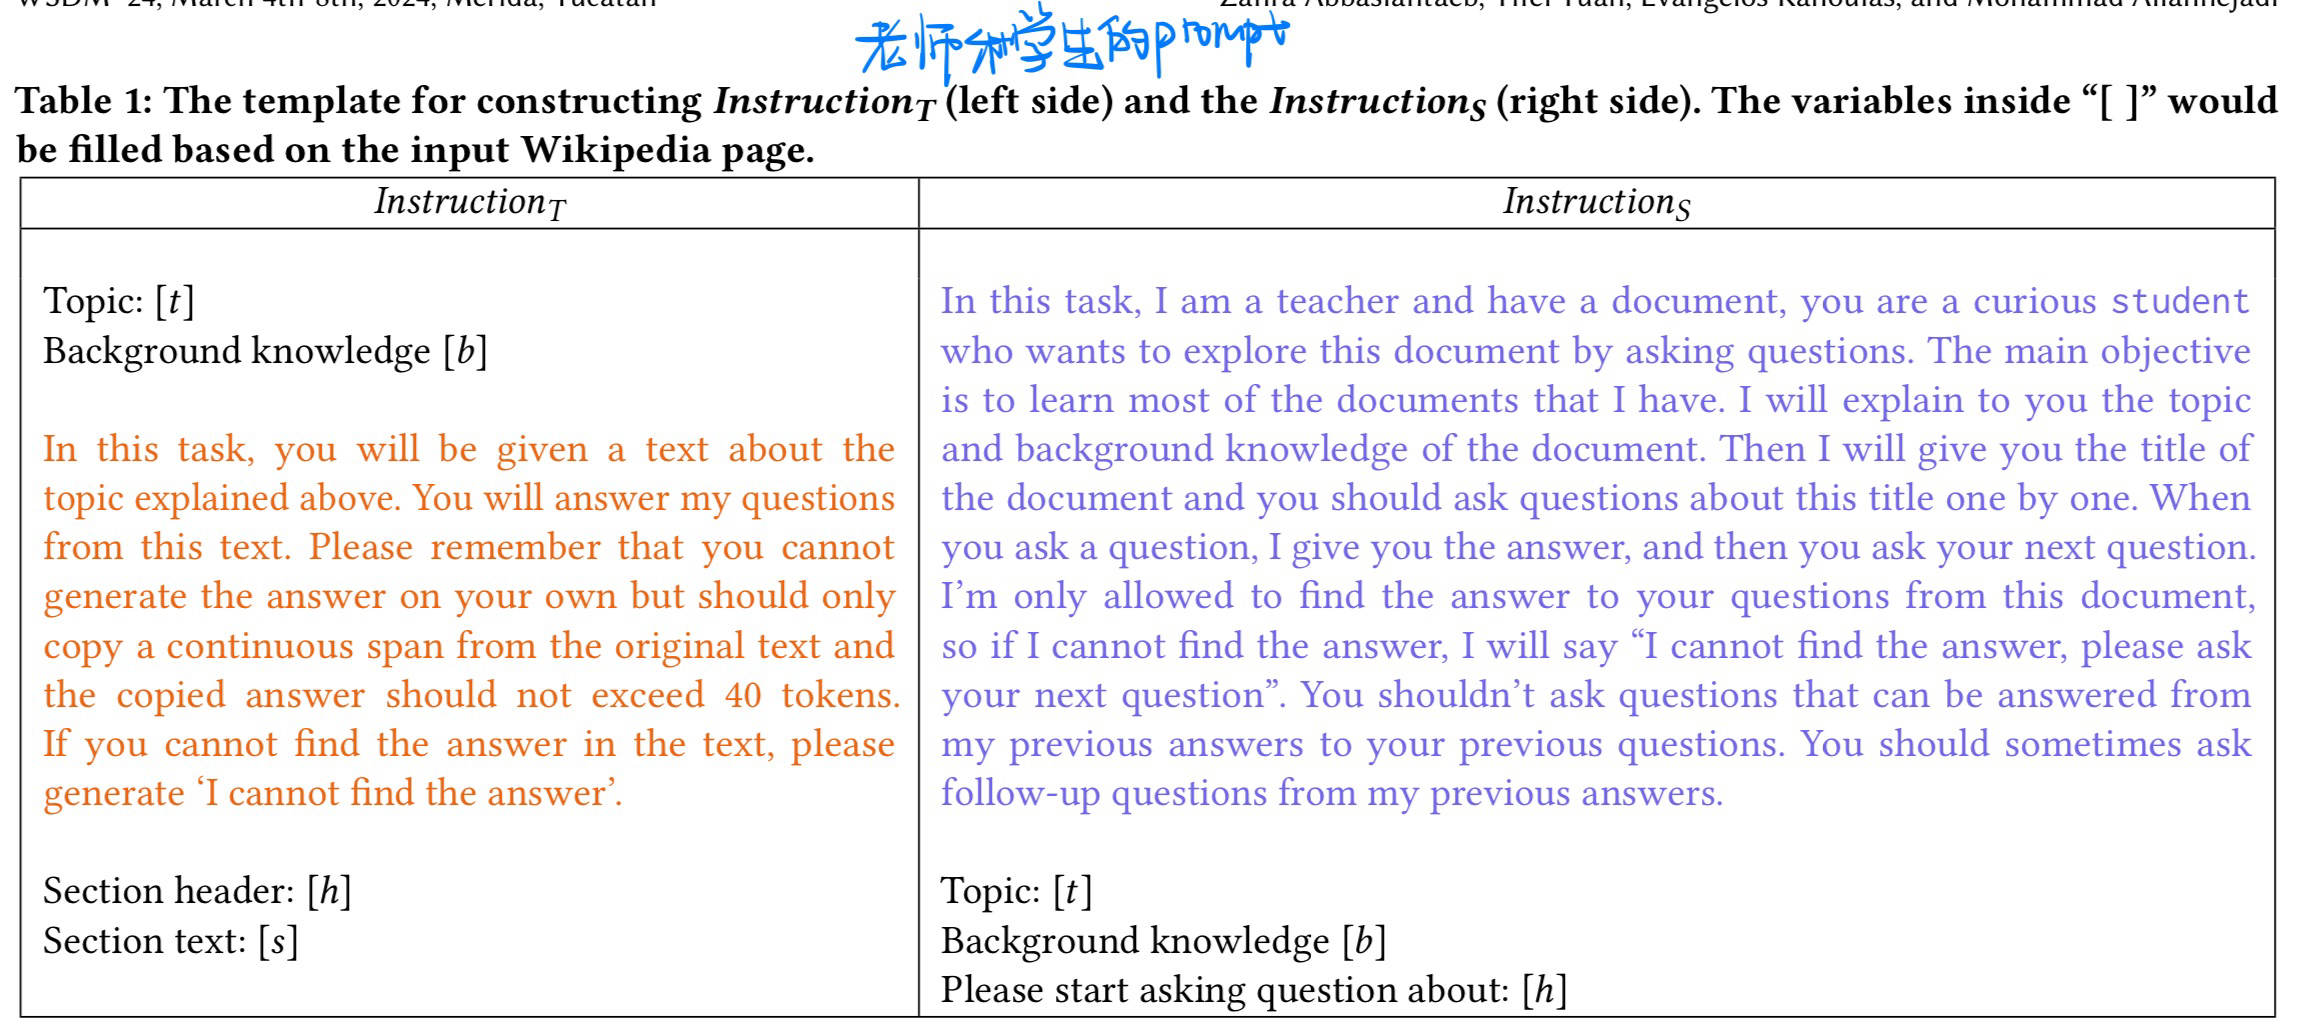 WSDM '24, March 4th-8th, 2024, Merida, Yucatan
Zahra Abbasiantaeb, Yifei Yuan, Evangelos Kanoulas, and Mohammad Aliannejadi
老师和学生的prompt
Table 1: The template for constructing Instruction_T (left side) and the Instruction_S (right side). The variables inside “[ ]” would
be filled based on the input Wikipedia page.
Instruction_T
Topic: [t]
Background knowledge [b]
In this task, you will be given a text about the
topic explained above. You will answer my questions
from this text. Please remember that you cannot
generate the answer on your own but should only
copy a continuous span from the original text and
the copied answer should not exceed 40 tokens.
If you cannot find the answer in the text, please
generate ‘I cannot find the answer’.
Section header: [h]
Section text: [s]
Instruction_S
In this task, I am a teacher and have a document, you are a curious student
who wants to explore this document by asking questions. The main objective
is to learn most of the documents that I have. I will explain to you the topic
and background knowledge of the document. Then I will give you the title of
the document and you should ask questions about this title one by one. When
you ask a question, I give you the answer, and then you ask your next question.
I’m only allowed to find the answer to your questions from this document,
so if I cannot find the answer, I will say “I cannot find the answer, please ask
your next question”. You shouldn’t ask questions that can be answered from
my previous answers to your previous questions. You should sometimes ask
follow-up questions from my previous answers.
Topic: [t]
Background knowledge [b]
Please start asking question about: [h]